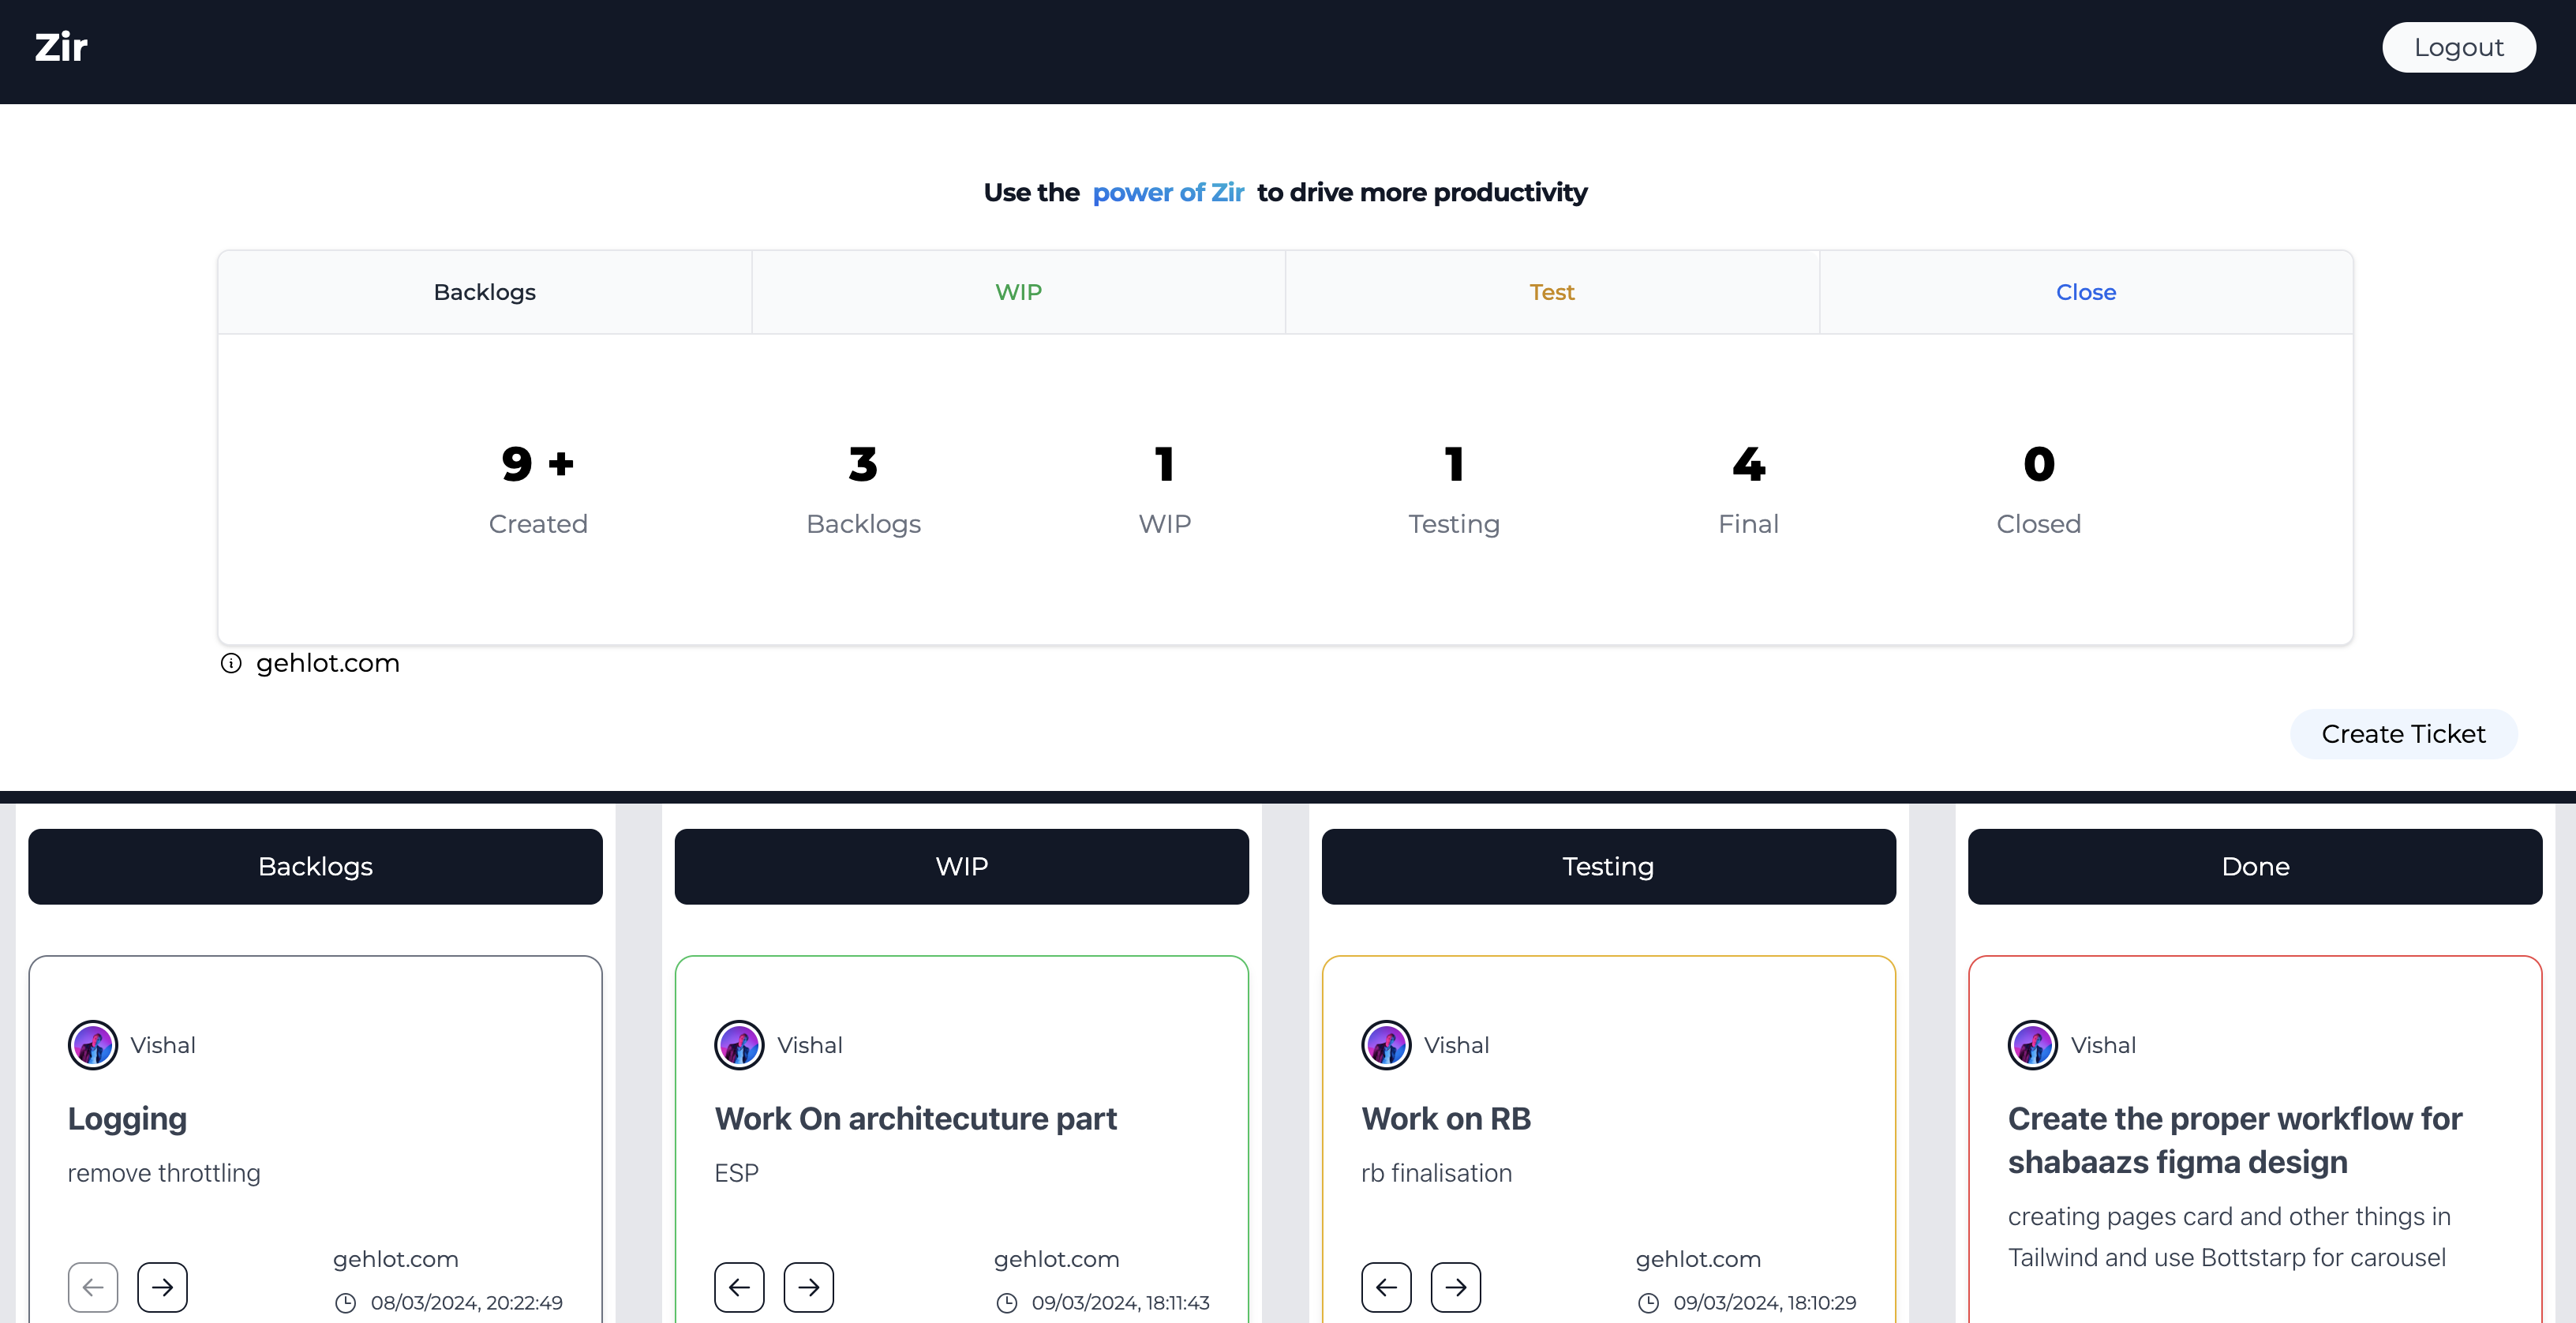 Zir
Logout
Use the power of Zir to drive more productivity
Backlogs
WIP
Test
Close
9 +
Created
3
Backlogs
1
WIP
1
Testing
4
Final
0
Closed
gehlot.com
Create Ticket
Backlogs
Vishal
Logging
remove throttling
gehlot.com
08/03/2024, 20:22:49
WIP
Vishal
Work On architecuture part
ESP
gehlot.com
09/03/2024, 18:11:43
Testing
Vishal
Work on RB
rb finalisation
gehlot.com
09/03/2024, 18:10:29
Done
Vishal
Create the proper workflow for
shabaazs figma design
creating pages card and other things in
Tailwind and use Bottstarp for carousel